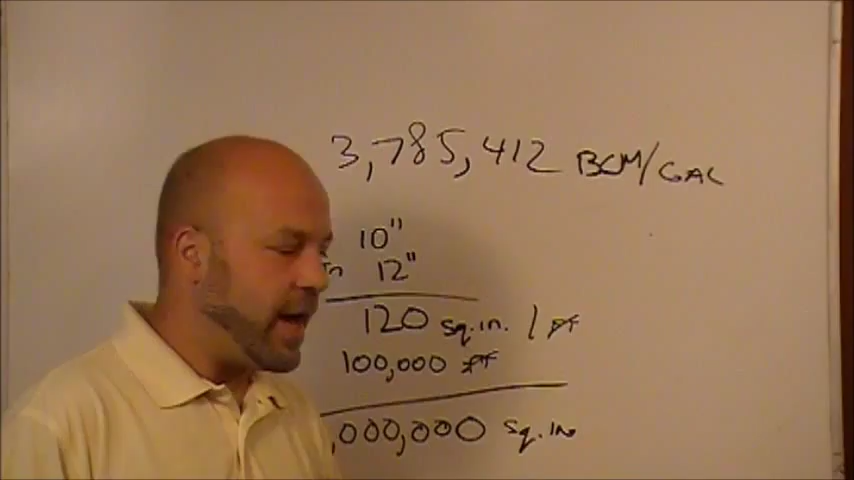 3,785,412 BCM/GAL
10"
12"
120 sq.in. / FT
100,000 FT
,000,000 sq.in